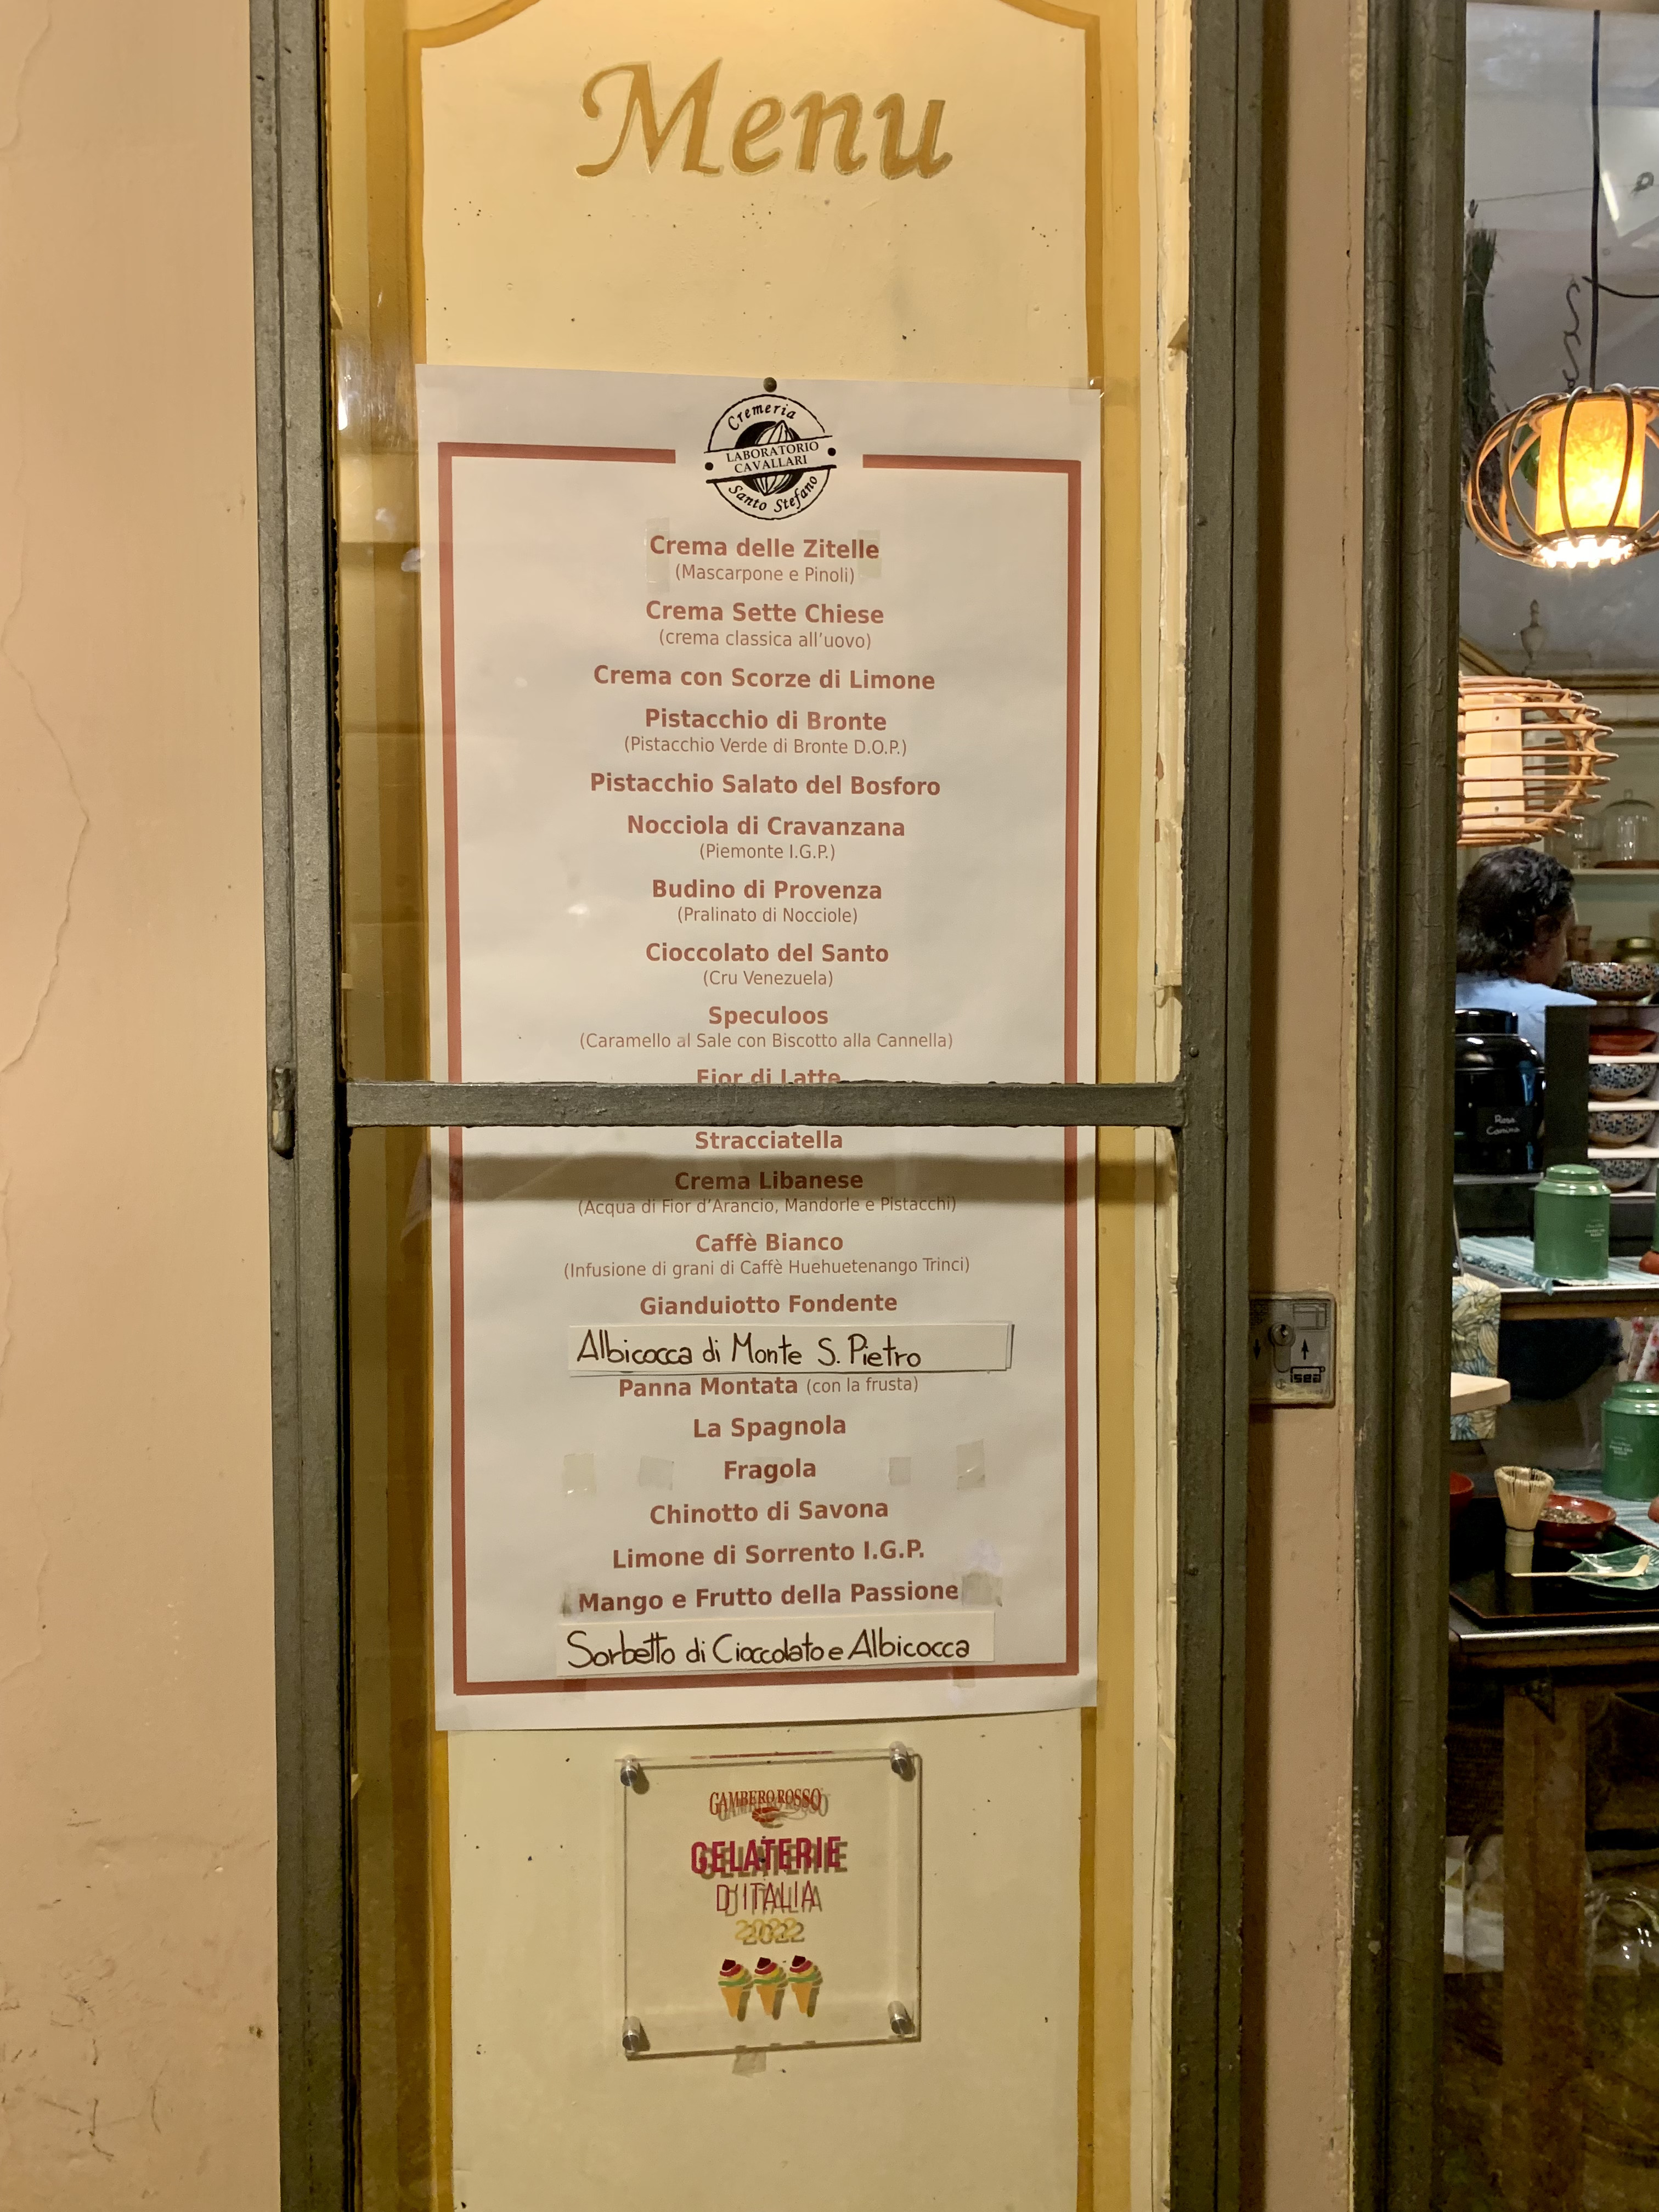 Menu
Cremeria
LABORATORIO
CAVALLARI
Santo Stefano
Crema delle Zitelle
(Mascarpone e Pinoli)
Crema Sette Chiese
(crema classica all'uovo)
Crema con Scorze di Limone
Pistacchio di Bronte
(Pistacchio Verde di Bronte D.O.P.)
Pistacchio Salato del Bosforo
Nocciola di Cravanzana
(Piemonte I.G.P.)
Budino di Provenza
(Pralinato di Nocciole)
Cioccolato del Santo
(Cru Venezuela)
Speculoos
(Caramello al Sale con Biscotto alla Cannella)
Fior di Latte
Stracciatella
Crema Libanese
(Acqua di Fior d'Arancio, Mandorle e Pistacchi)
Caffè Bianco
(Infusione di grani di Caffè Huehuetenango Trinci)
Gianduiotto Fondente
Albicocca di Monte S. Pietro
Panna Montata (con la frusta)
La Spagnola
Fragola
Chinotto di Savona
Limone di Sorrento I.G.P.
Mango e Frutto della Passione
Sorbetto di Cioccolato e Albicocca
GAMBERO ROSSO
GELATERIE
D'ITALIA
2022
isea
Rosa
Canina